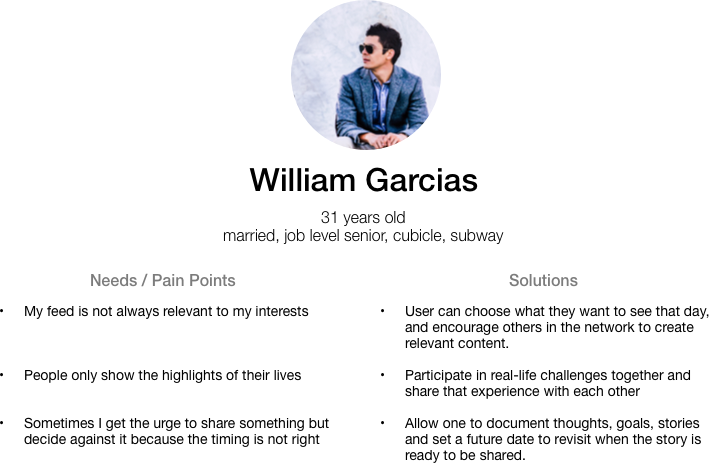 William Garcias
31 years old
married, job level senior, cubicle, subway
Needs / Pain Points
• My feed is not always relevant to my interests
• People only show the highlights of their lives
• Sometimes I get the urge to share something but
decide against it because the timing is not right
Solutions
• User can choose what they want to see that day,
and encourage others in the network to create
relevant content.
• Participate in real-life challenges together and
share that experience with each other
• Allow one to document thoughts, goals, stories
and set a future date to revisit when the story is
ready to be shared.